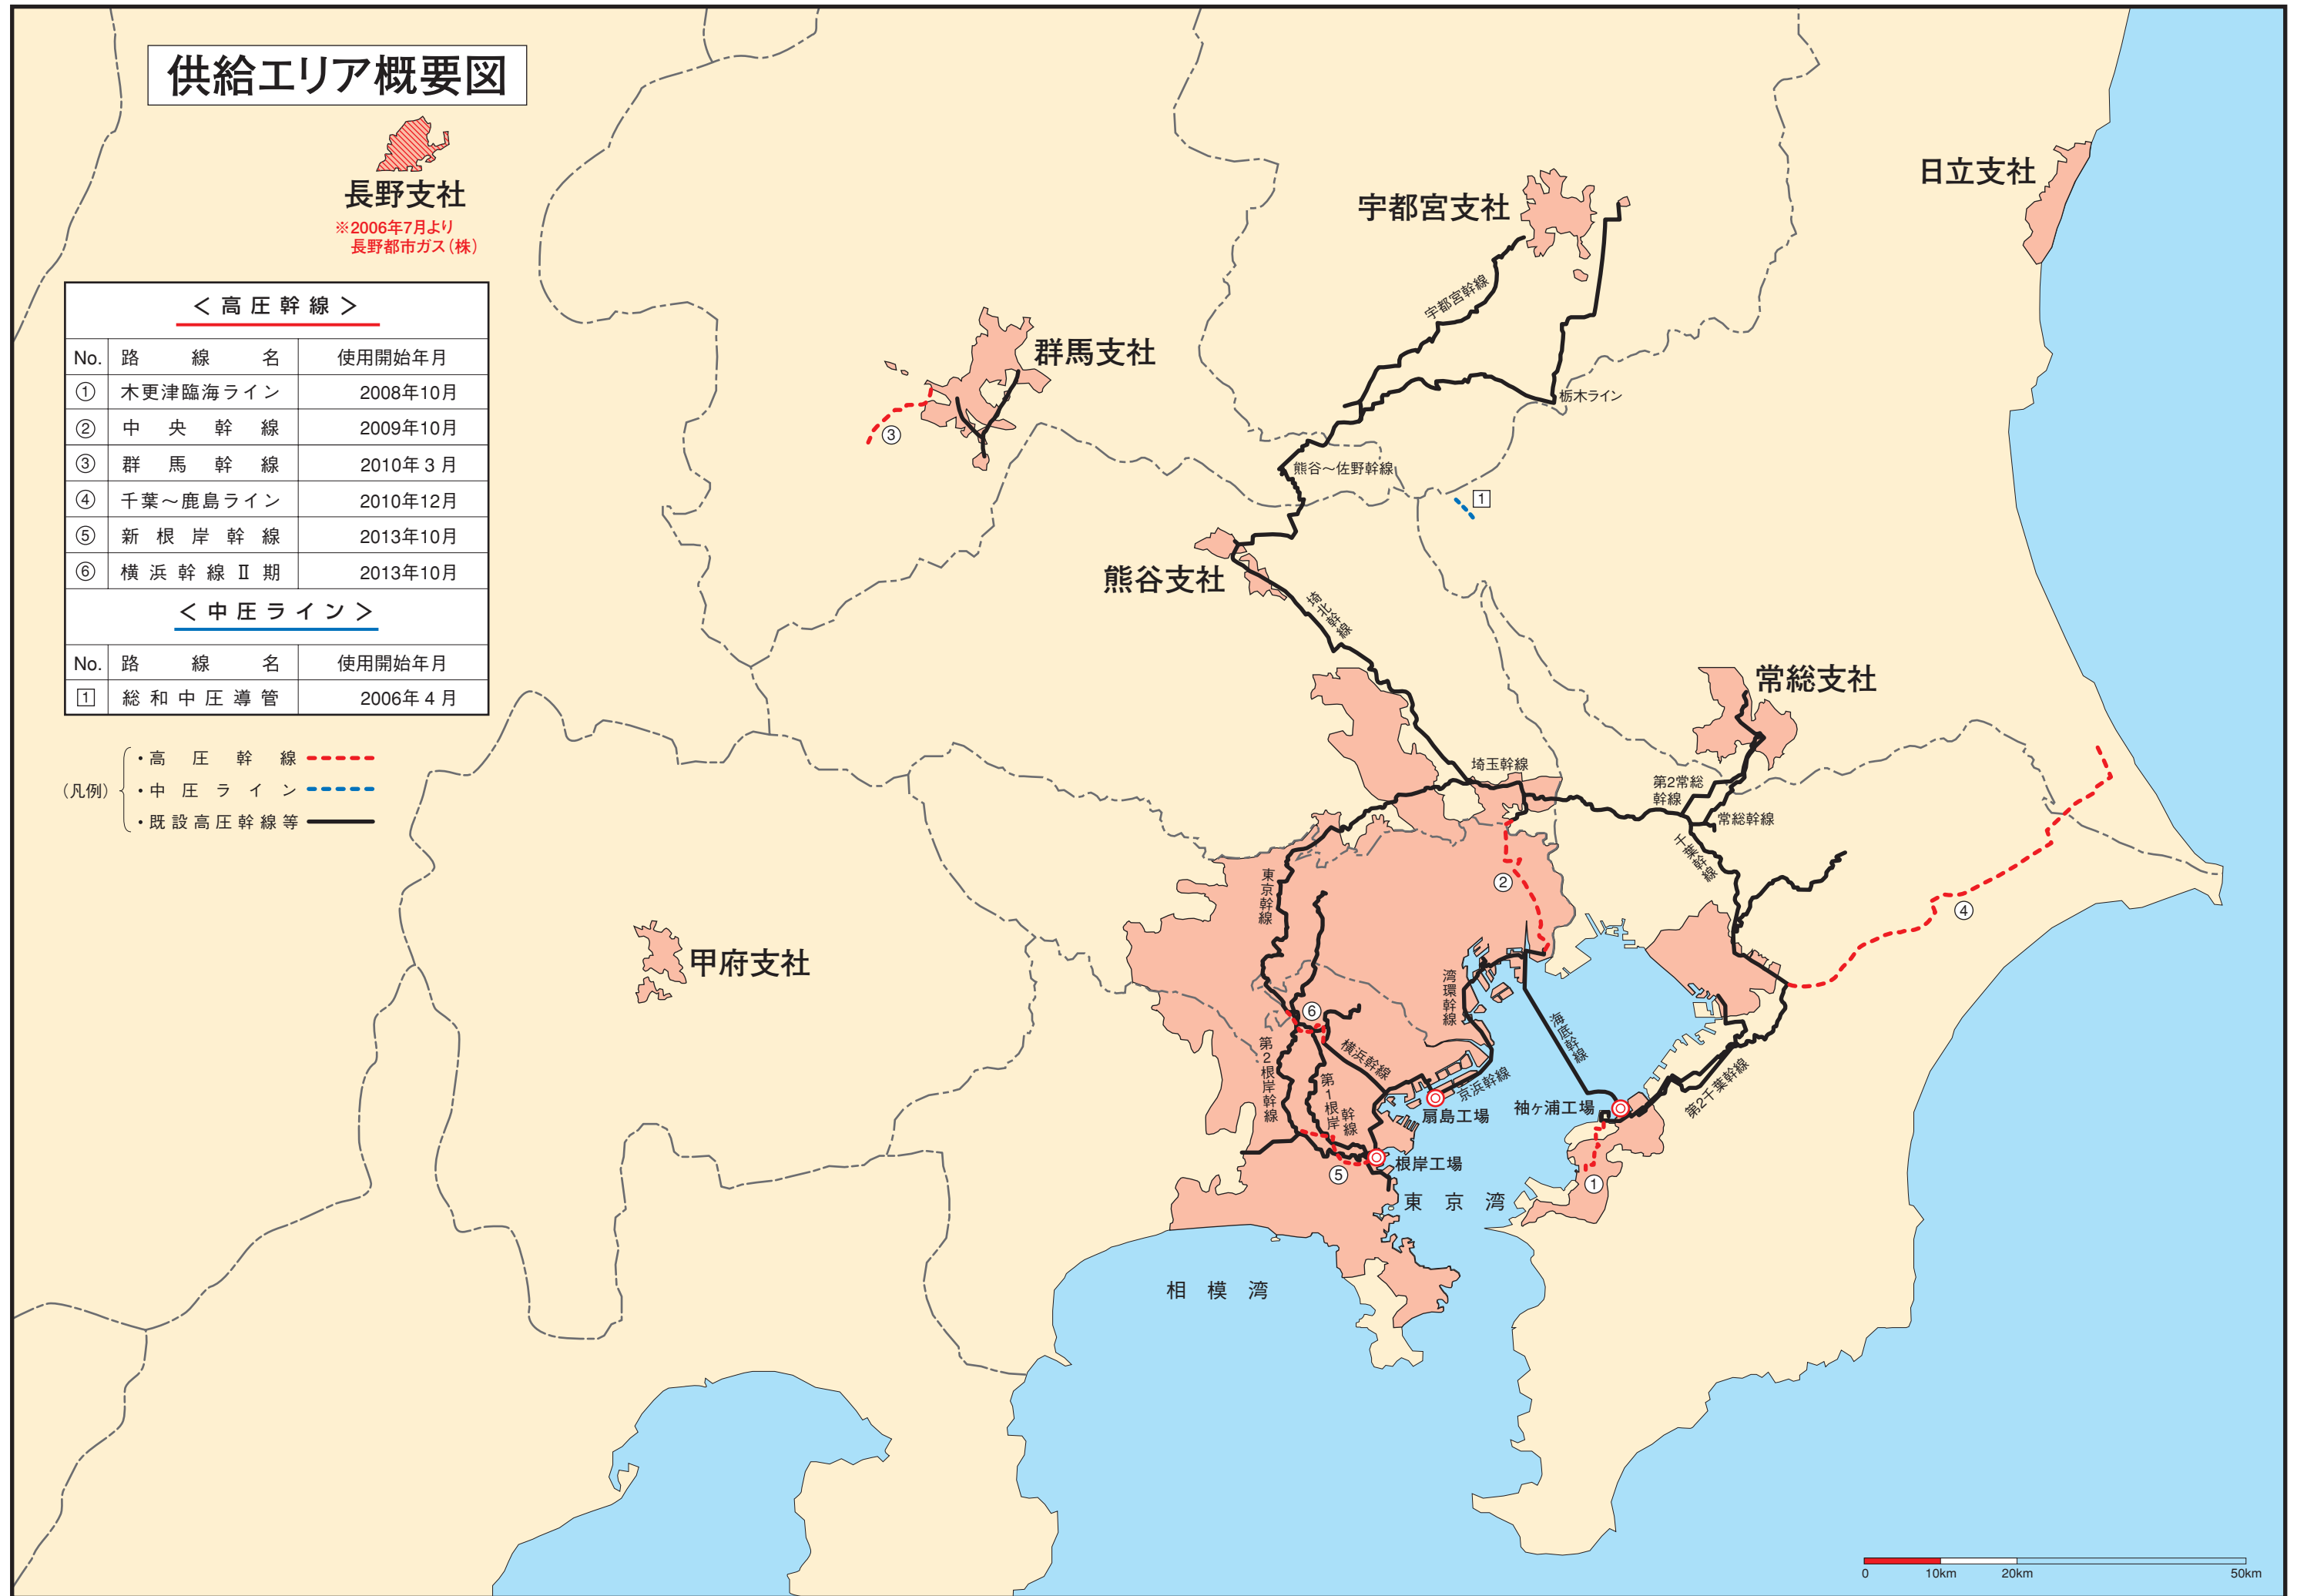 供給エリア概要図
長野支社
※2006年7月より
長野都市ガス(株)
＜高圧幹線＞
No. 路線名 使用開始年月
① 木更津臨海ライン 2008年10月
② 中央幹線 2009年10月
③ 群馬幹線 2010年3月
④ 千葉～鹿島ライン 2010年12月
⑤ 新根岸幹線 2013年10月
⑥ 横浜幹線Ⅱ期 2013年10月
＜中圧ライン＞
No. 路線名 使用開始年月
1 総和中圧導管 2006年4月
(凡例)
・高圧幹線
・中圧ライン
・既設高圧幹線等
日立支社
宇都宮支社
宇都宮幹線
群馬支社
③
栃木ライン
熊谷～佐野幹線
1
熊谷支社
埼北幹線
常総支社
埼玉幹線
第2常総
幹線
常総幹線
千葉幹線
東京幹線
②
④
甲府支社
湾環幹線
⑥
海底幹線
第2根岸幹線
横浜幹線
第1根岸
幹線
京浜幹線
扇島工場
袖ヶ浦工場
第2千葉幹線
根岸工場
⑤
①
東京湾
相模湾
0 10km 20km 50km